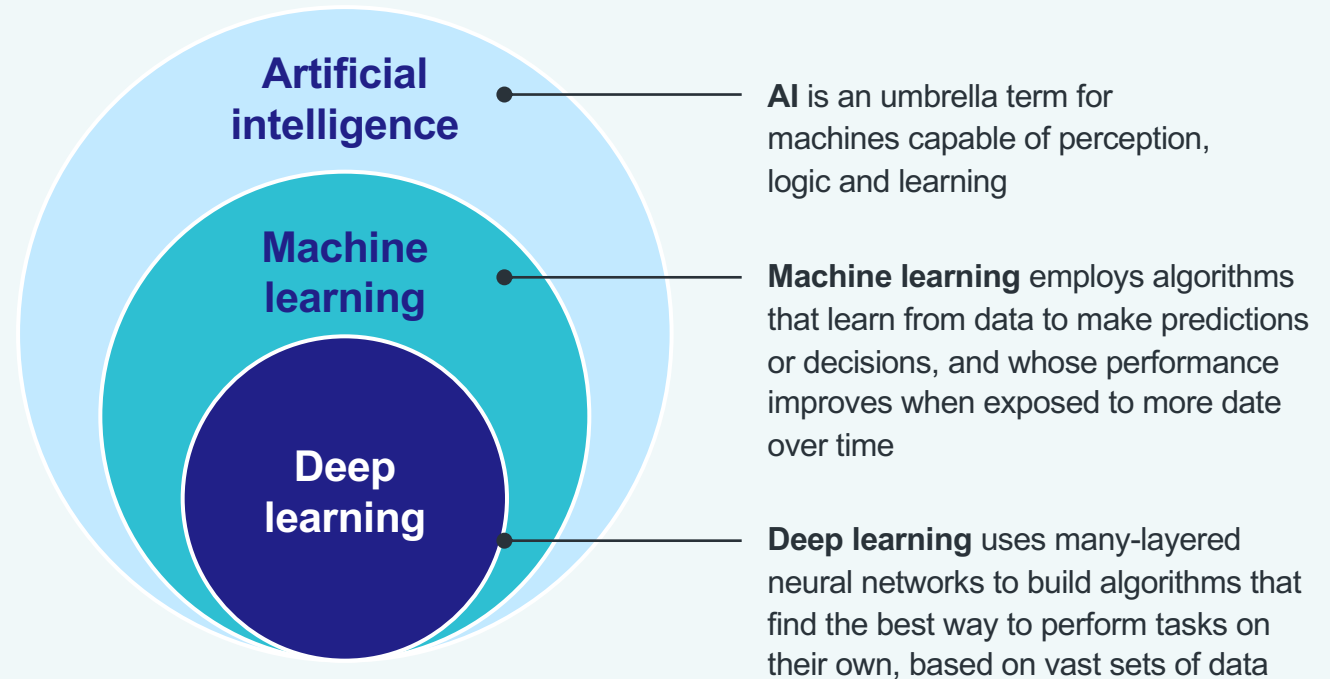 Artificial
intelligence
AI is an umbrella term for
machines capable of perception,
logic and learning
Machine
learning
Machine learning employs algorithms
that learn from data to make predictions
or decisions, and whose performance
improves when exposed to more date
over time
Deep
learning
Deep learning uses many-layered
neural networks to build algorithms that
find the best way to perform tasks on
their own, based on vast sets of data